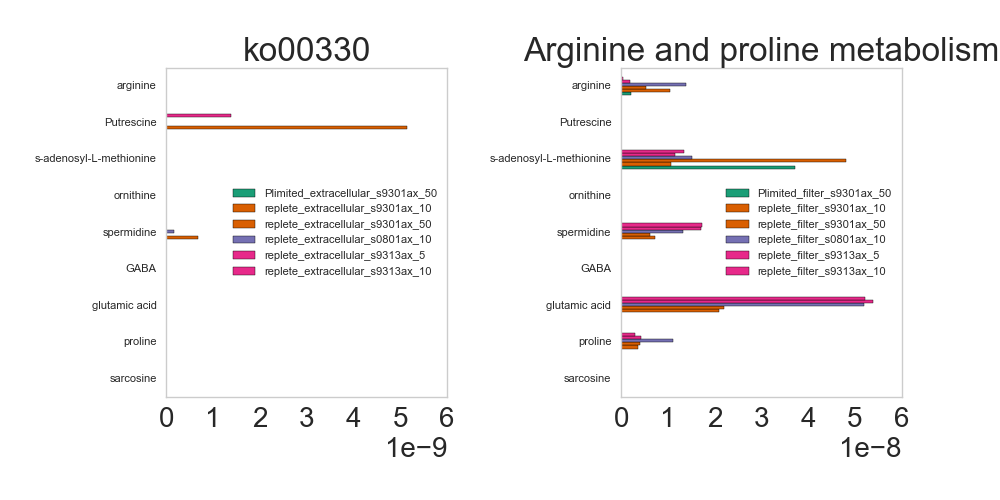 ko00330
arginine
Putrescine
s-adenosyl-L-methionine
ornithine
spermidine
GABA
glutamic acid
proline
sarcosine
Plimited_extracellular_s9301ax_50
replete_extracellular_s9301ax_10
replete_extracellular_s9301ax_50
replete_extracellular_s0801ax_10
replete_extracellular_s9313ax_5
replete_extracellular_s9313ax_10
0 1 2 3 4 5 6
1e−9
Arginine and proline metabolism
arginine
Putrescine
s-adenosyl-L-methionine
ornithine
spermidine
GABA
glutamic acid
proline
sarcosine
Plimited_filter_s9301ax_50
replete_filter_s9301ax_10
replete_filter_s9301ax_50
replete_filter_s0801ax_10
replete_filter_s9313ax_5
replete_filter_s9313ax_10
0 1 2 3 4 5 6
1e−8